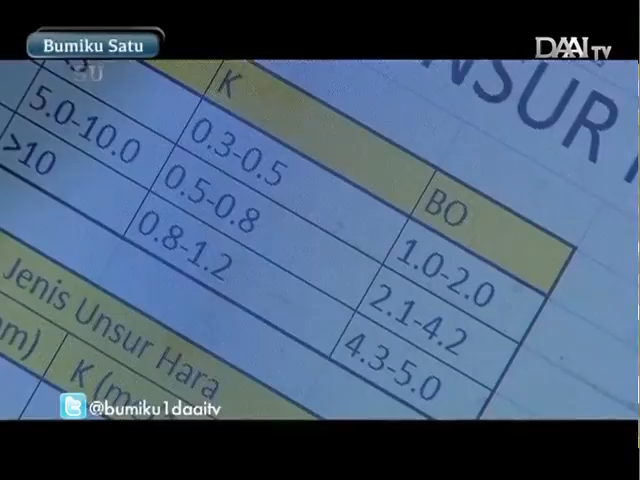 Bumiku Satu
DAAI TV
SU
NSUR
K
BO
5.0-10.0
0.3-0.5
1.0-2.0
>10
0.5-0.8
2.1-4.2
0.8-1.2
4.3-5.0
Jenis Unsur Hara
K (m
@bumiku1daaitv